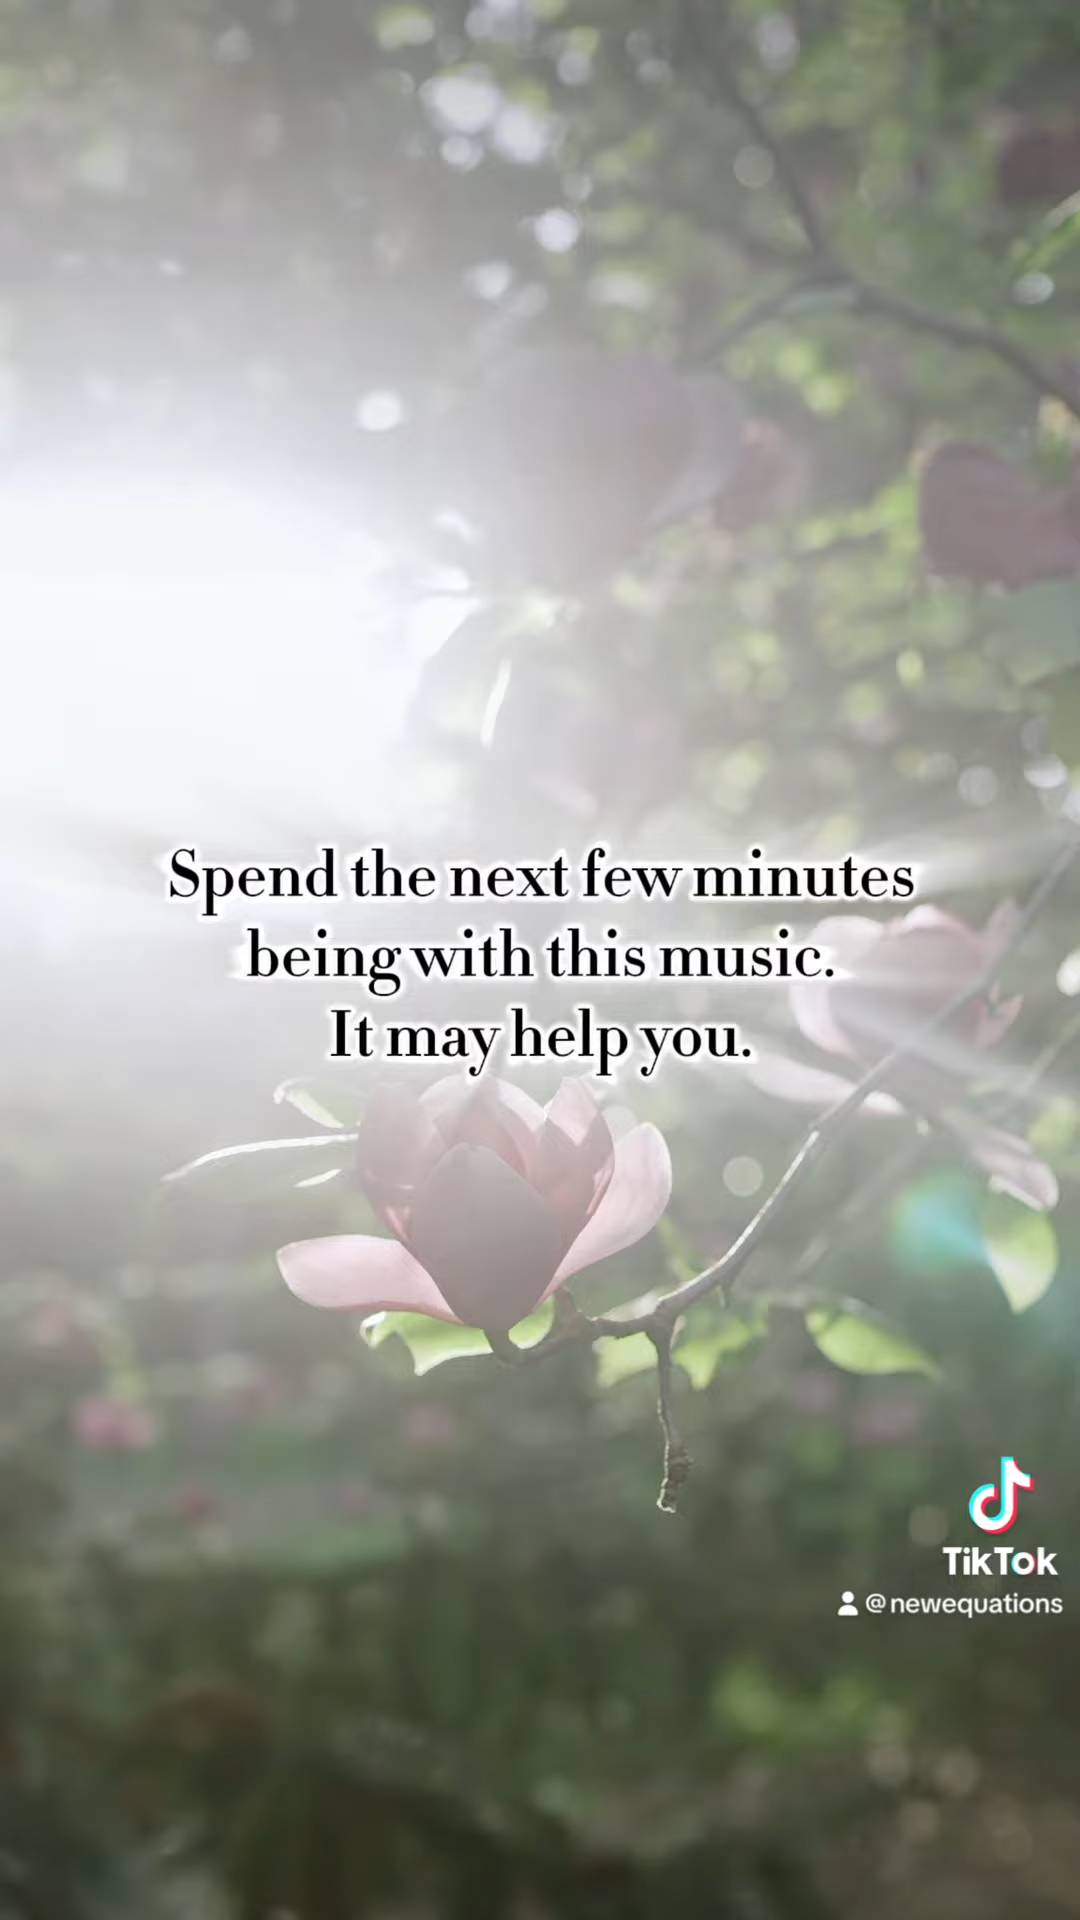 Spend the next few minutes
being with this music.
It may help you.
TikTok
@newequations